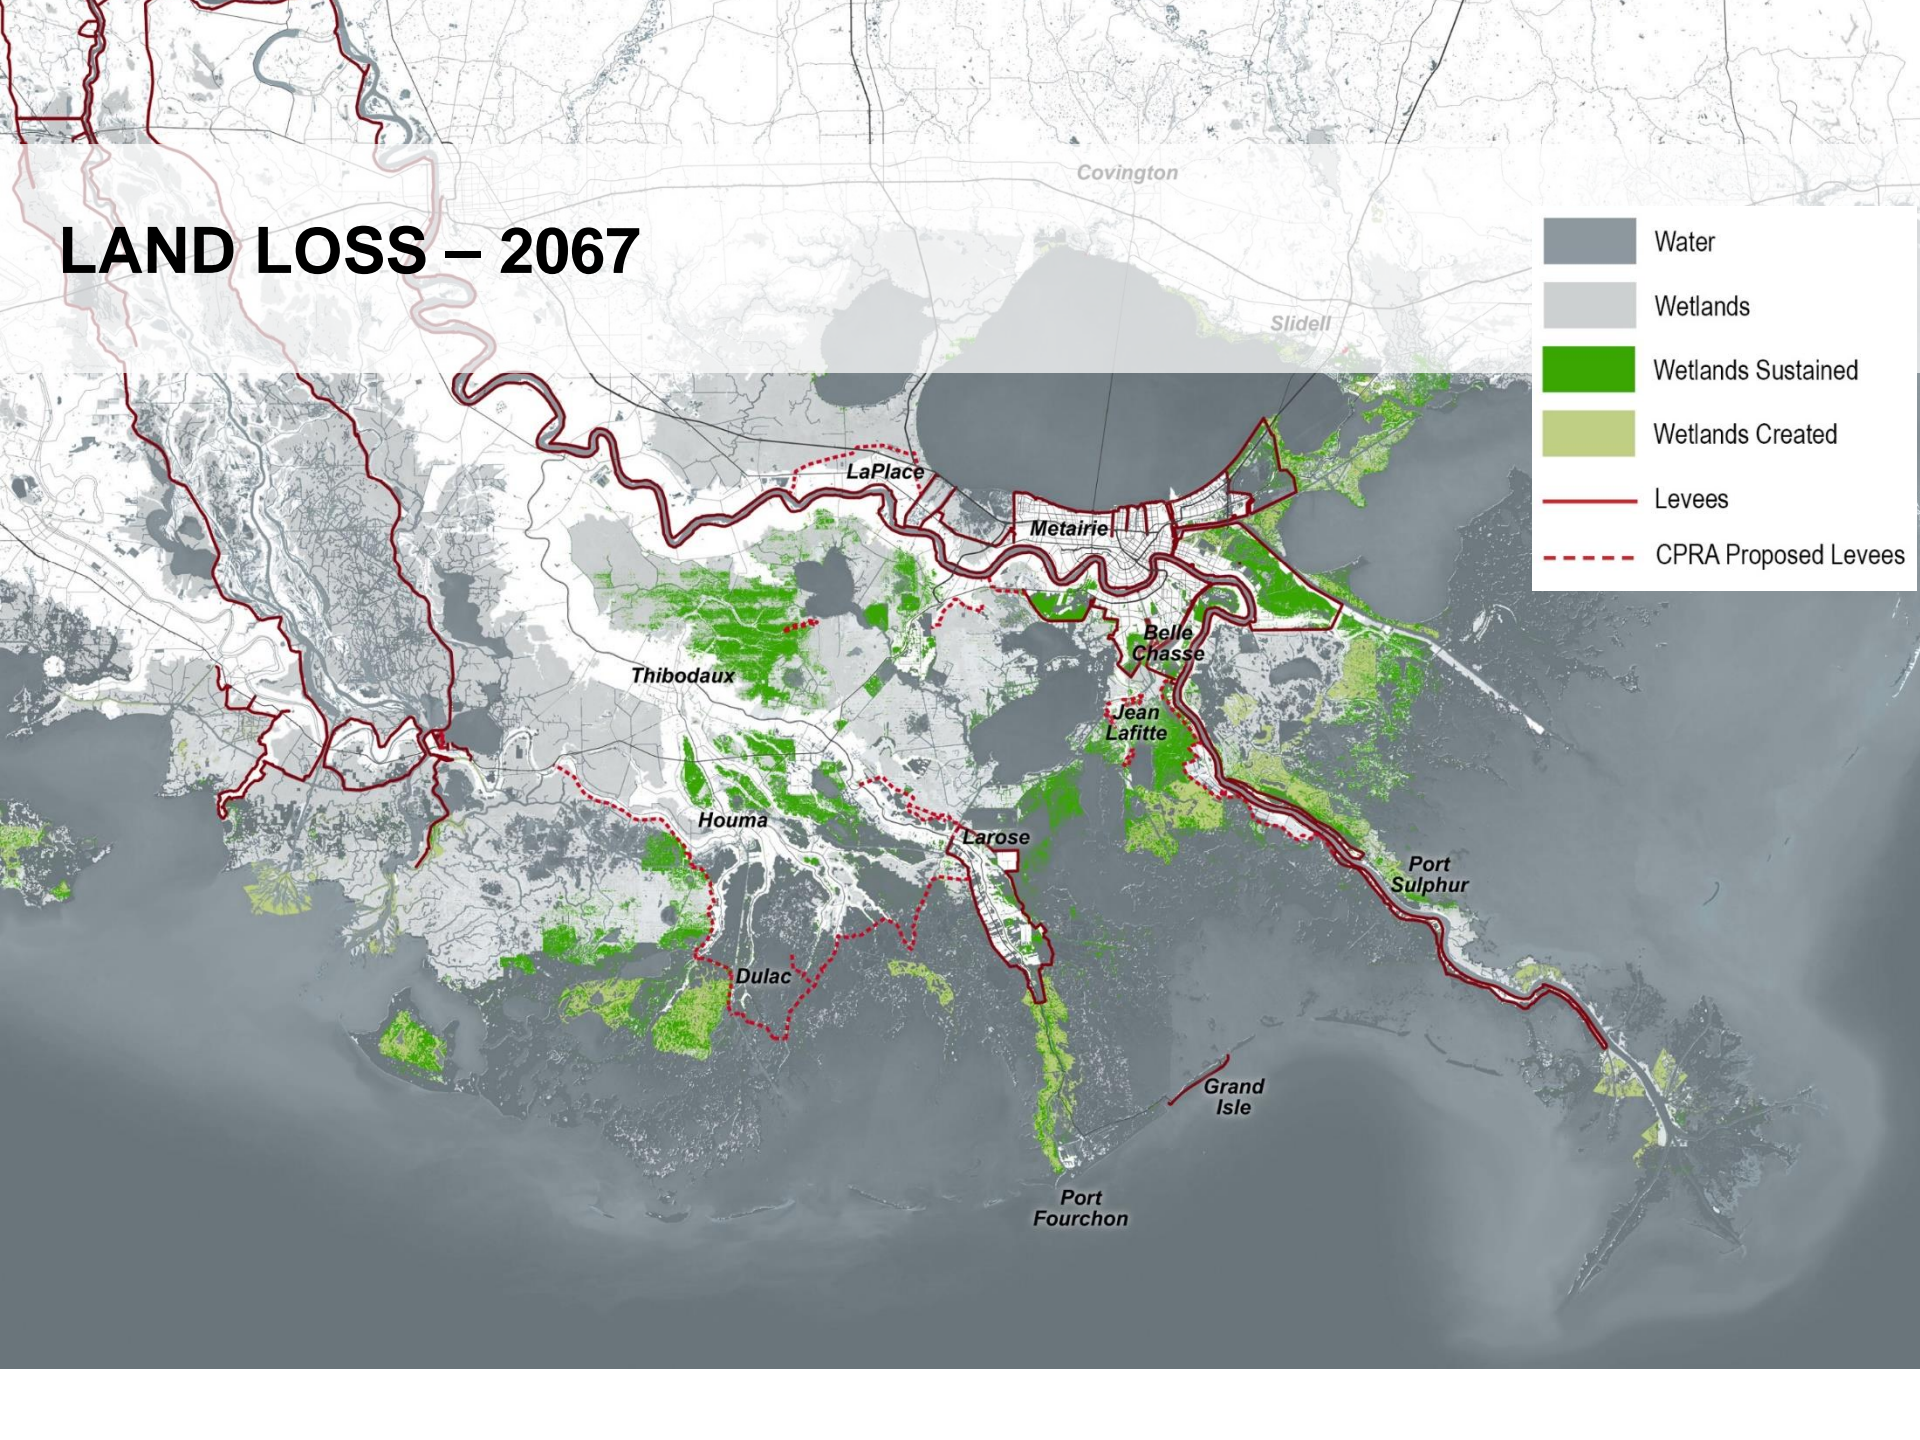 Covington
LAND LOSS – 2067
Slidell
Water
Wetlands
Wetlands Sustained
Wetlands Created
Levees
CPRA Proposed Levees
LaPlace
Metairie
Belle
Chasse
Thibodaux
Jean
Lafitte
Houma
Larose
Port
Sulphur
Dulac
Grand
Isle
Port
Fourchon